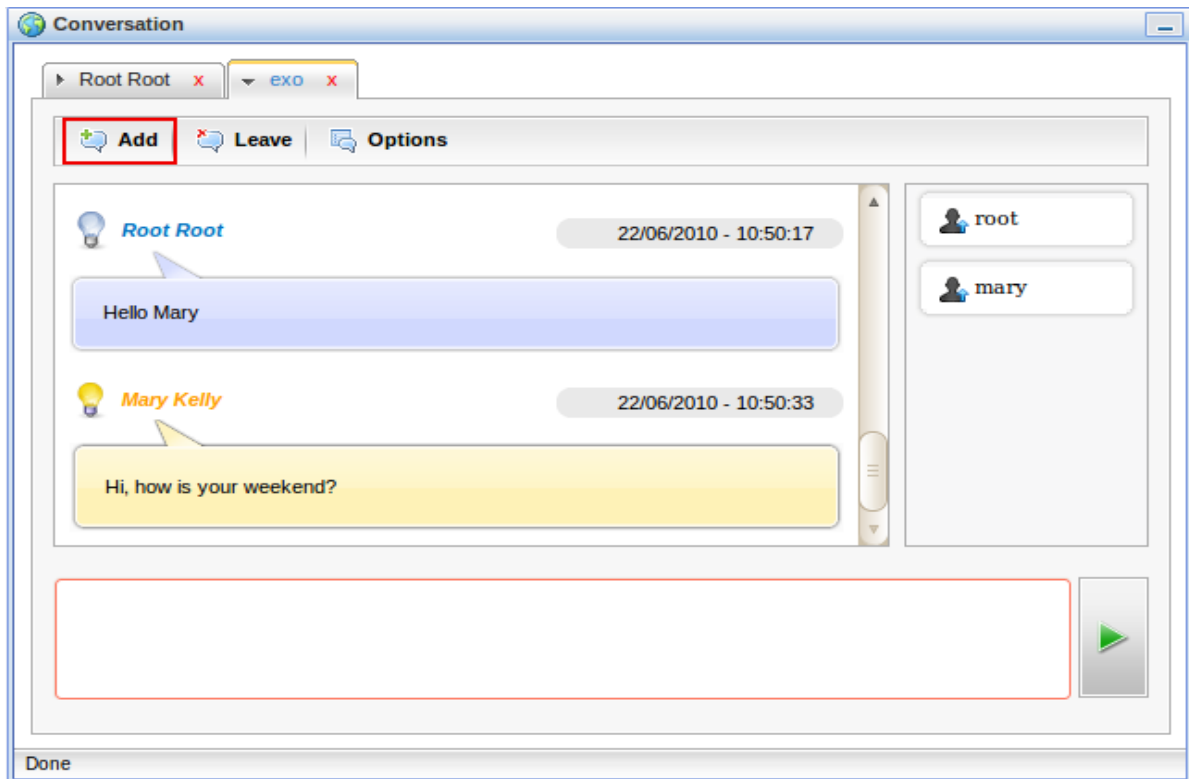 Conversation
Root Root x exo x
Add Leave Options
Root Root 22/06/2010 - 10:50:17
Hello Mary
Mary Kelly 22/06/2010 - 10:50:33
Hi, how is your weekend?
root
mary
Done